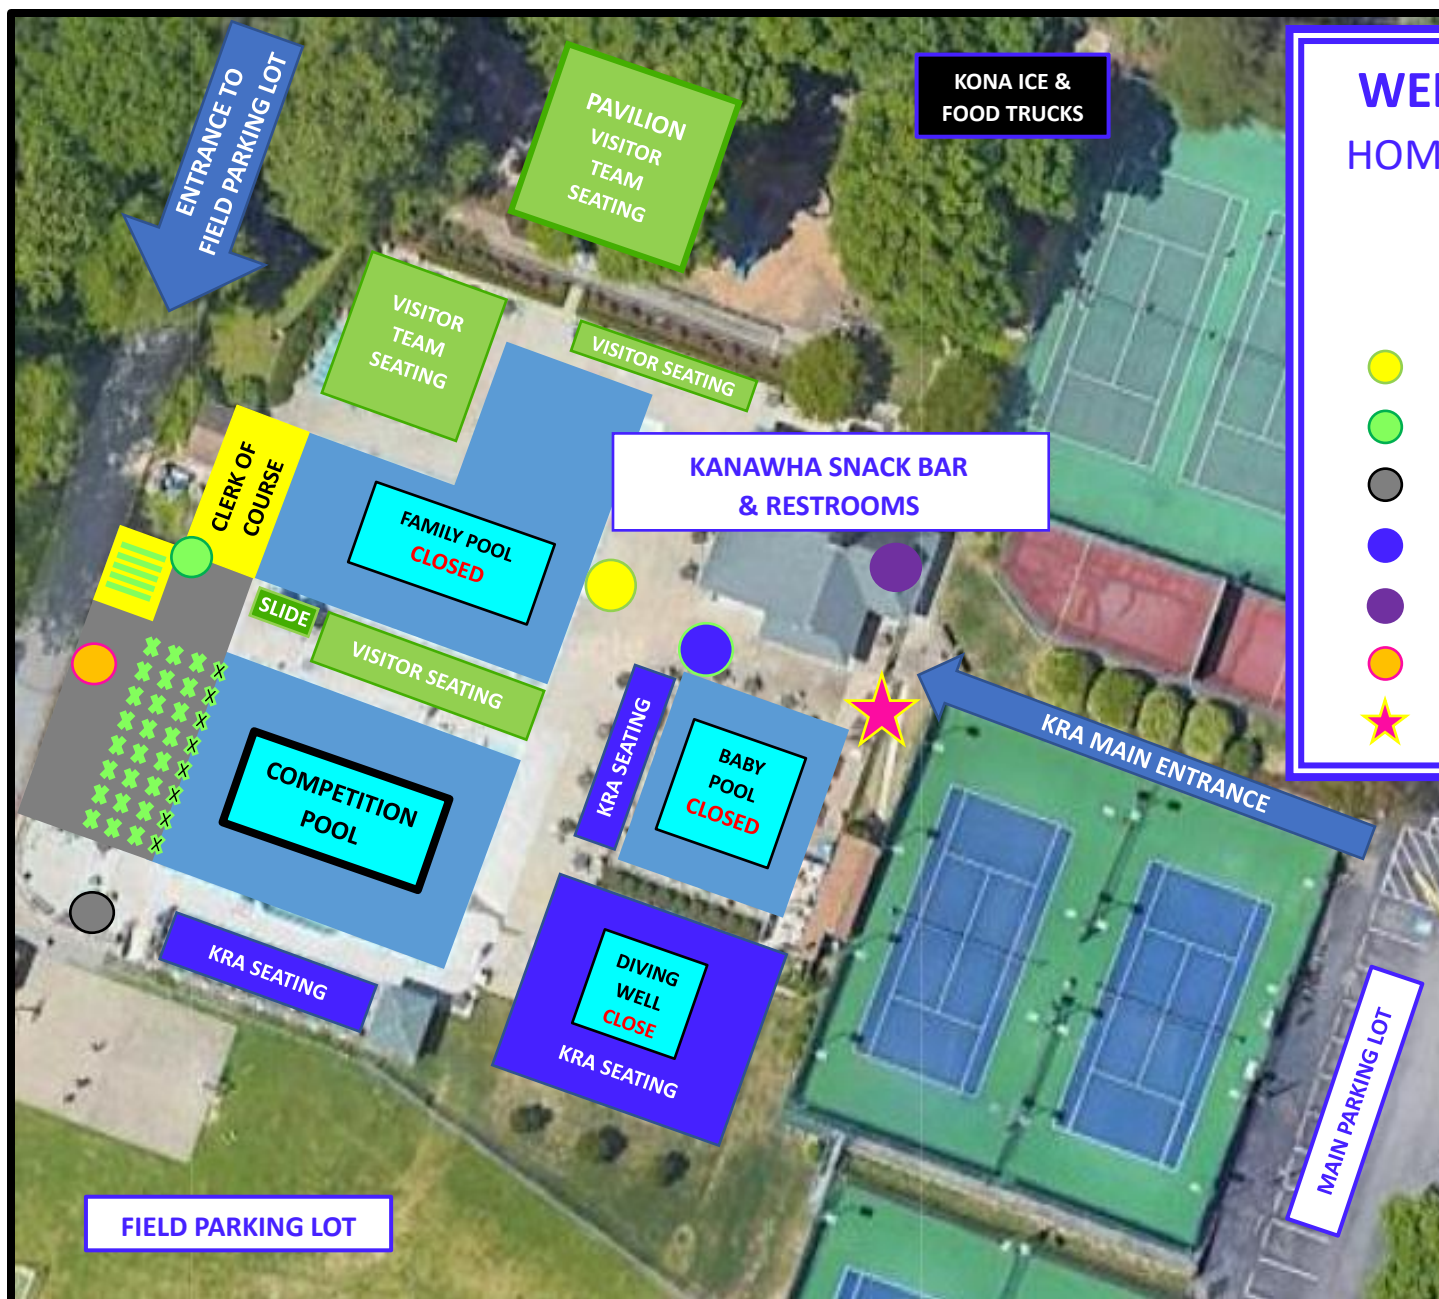 ENTRANCE TO
FIELD PARKING LOT
PAVILION
VISITOR
TEAM
SEATING
KONA ICE &
FOOD TRUCKS
WEL
HOM
VISITOR
TEAM
SEATING
VISITOR SEATING
CLERK OF
COURSE
KANAWHA SNACK BAR
& RESTROOMS
FAMILY POOL
CLOSED
SLIDE
VISITOR SEATING
KRA SEATING
BABY
POOL
CLOSED
KRA MAIN ENTRANCE
X
X
X
X
X
X
X
X
COMPETITION
POOL
KRA SEATING
DIVING
WELL
CLOSE
KRA SEATING
MAIN PARKING LOT
FIELD PARKING LOT